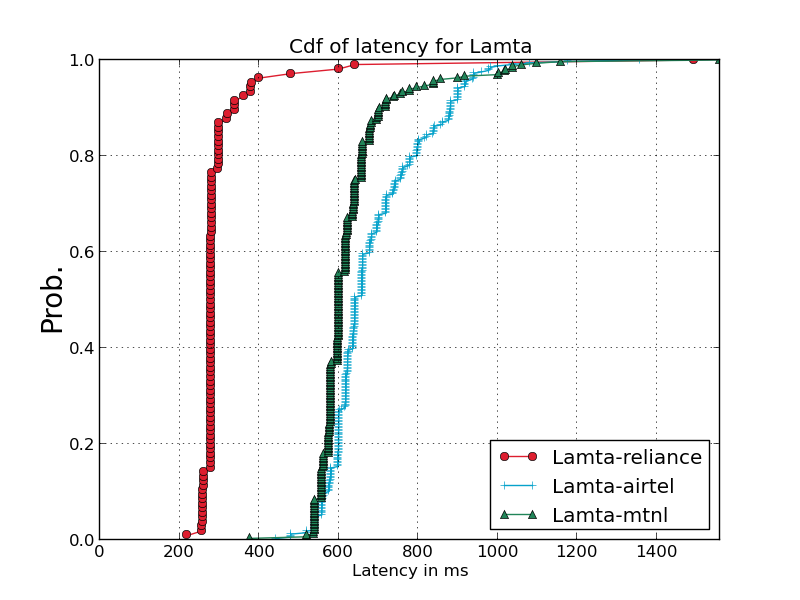 Cdf of latency for Lamta
1.0
0.8
0.6
0.4
0.2
0.0
Prob.
Lamta-reliance
Lamta-airtel
Lamta-mtnl
0 200 400 600 800 1000 1200 1400
Latency in ms